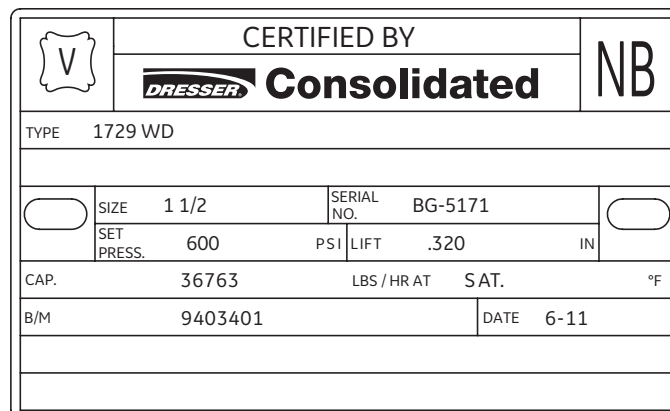 CERTIFIED BY
V
DRESSER Consolidated
NB
TYPE 1729 WD
SIZE 1 1/2 SERIAL NO. BG-5171
SET PRESS. 600 PSI LIFT .320 IN
CAP. 36763 LBS / HR AT SAT. °F
B/M 9403401 DATE 6-11